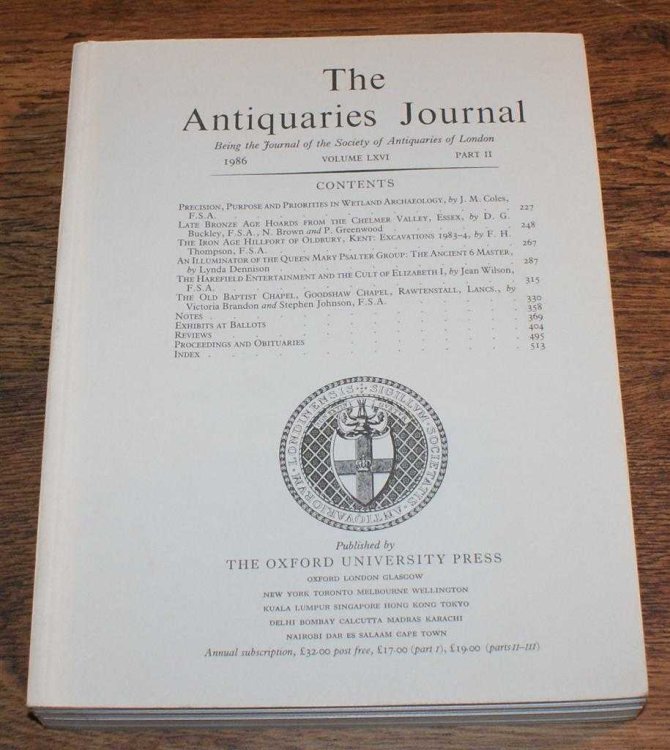 The
Antiquaries Journal
Being the Journal of the Society of Antiquaries of London
1986 VOLUME LXVI PART II
CONTENTS
PRECISION, PURPOSE AND PRIORITIES IN WETLAND ARCHAEOLOGY, by J. M. Coles,
F.S.A. . . . . . . . . . 227
LATE BRONZE AGE HOARDS FROM THE CHELMER VALLEY, ESSEX, by D. G.
Buckley, F.S.A., N. Brown and P. Greenwood . . . . 248
THE IRON AGE HILLFORT OF OLDBURY, KENT: EXCAVATIONS 1983–4, by F. H.
Thompson, F.S.A. . . . . . . . 267
AN ILLUMINATOR OF THE QUEEN MARY PSALTER GROUP: THE ANCIENT 6 MASTER,
by Lynda Dennison . . . . . . . 287
THE HAREFIELD ENTERTAINMENT AND THE CULT OF ELIZABETH I, by Jean Wilson,
F.S.A. . . . . . . . . . 315
THE OLD BAPTIST CHAPEL, GOODSHAW CHAPEL, RAWTENSTALL, LANCS., by
Victoria Brandon and Stephen Johnson, F.S.A. . . . . 330
NOTES . . . . . . . . . 358
EXHIBITS AT BALLOTS . . . . . . . 369
REVIEWS . . . . . . . . . 404
PROCEEDINGS AND OBITUARIES . . . . . . 495
INDEX . . . . . . . . . 513
SIGILLVM SOCIETATIS ANTIQVARIORVM LONDINENSIS
Published by
THE OXFORD UNIVERSITY PRESS
OXFORD LONDON GLASGOW
NEW YORK TORONTO MELBOURNE WELLINGTON
KUALA LUMPUR SINGAPORE HONG KONG TOKYO
DELHI BOMBAY CALCUTTA MADRAS KARACHI
NAIROBI DAR ES SALAAM CAPE TOWN
Annual subscription, £32·00 post free, £17·00 (part I), £19·00 (parts II–III)